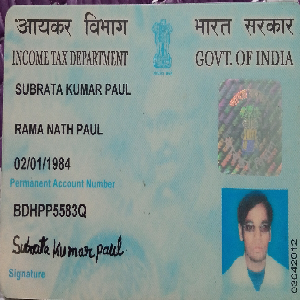 आयकर विभाग भारत सरकार
INCOME TAX DEPARTMENT GOVT. OF INDIA
SUBRATA KUMAR PAUL
RAMA NATH PAUL
02/01/1984
Permanent Account Number
BDHPP5583Q
Subrata Kumar paul
Signature
03042012